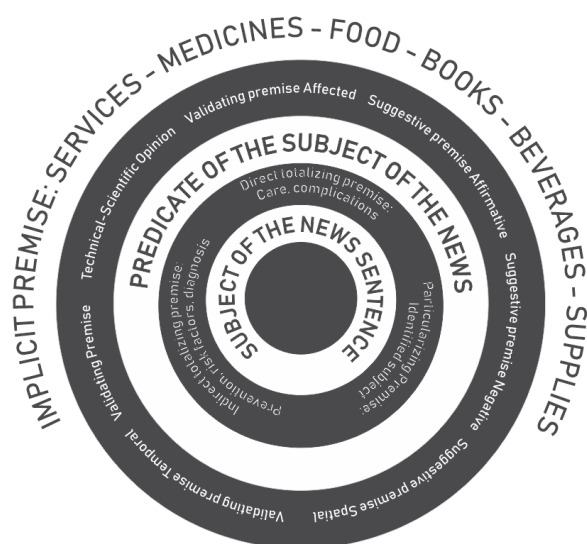 IMPLICIT PREMISE: SERVICES - MEDICINES - FOOD - BOOKS - BEVERAGES - SUPPLIES
Validating premise Affected
Suggestive premise Affirmative
Suggestive premise Negative
Suggestive premise Spatial
Validating premise Temporal
Validating Premise
Technical-Scientific Opinion
PREDICATE OF THE SUBJECT OF THE NEWS
Direct totalizing premise:
Care, complications
Particularizing Premise:
Identified subject
Indirect totalizing premise:
Prevention, risk factors, diagnosis
SUBJECT OF THE NEWS SENTENCE